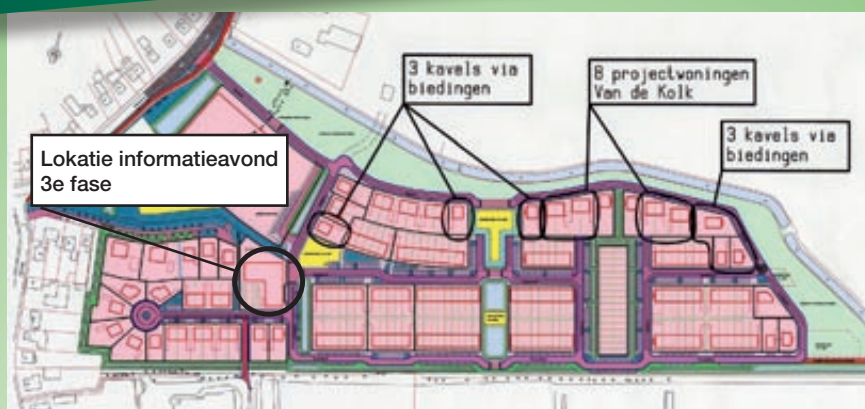 3 kavels via
biedingen
8 projectwoningen
Van de Kolk
3 kavels via
biedingen
Lokatie informatieavond
3e fase